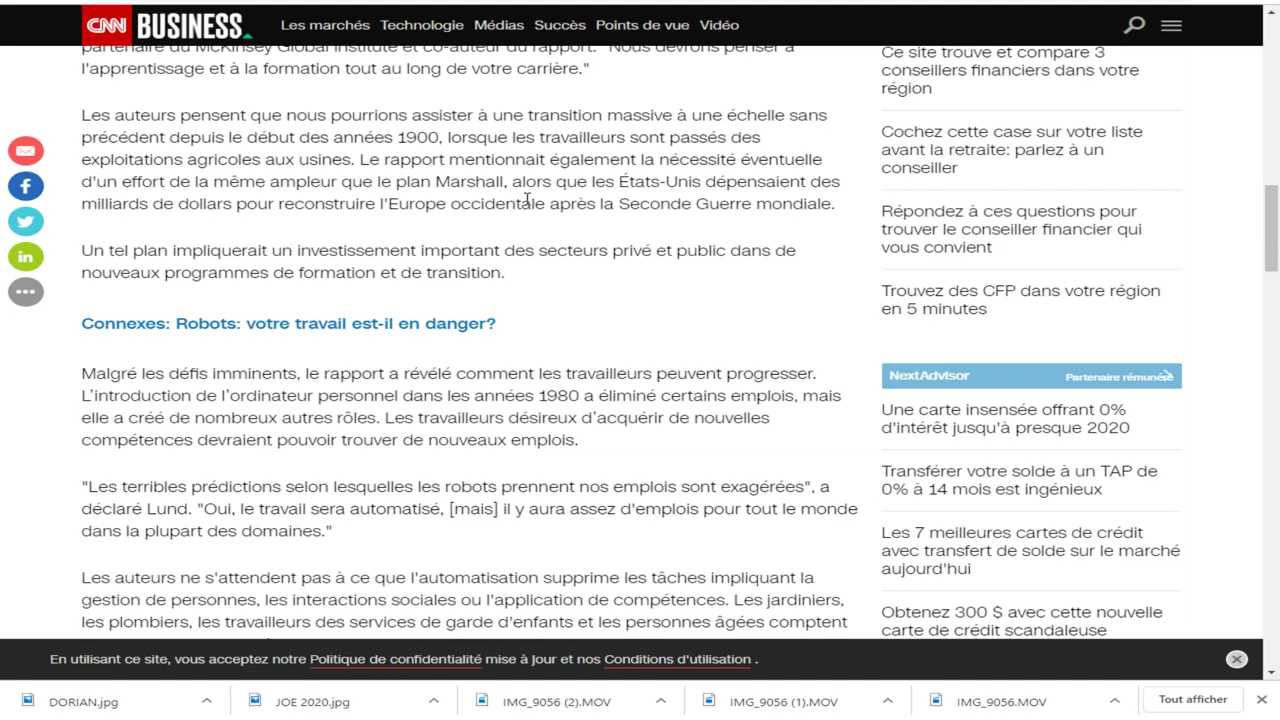 CNN BUSINESS Les marchés Technologie Médias Succès Points de vue Vidéo
partenaire du McKinsey Global Institute et co-auteur du rapport. "Nous devrons penser à
l'apprentissage et à la formation tout au long de votre carrière."
Les auteurs pensent que nous pourrions assister à une transition massive à une échelle sans
précédent depuis le début des années 1900, lorsque les travailleurs sont passés des
exploitations agricoles aux usines. Le rapport mentionnait également la nécessité éventuelle
d'un effort de la même ampleur que le plan Marshall, alors que les États-Unis dépensaient des
milliards de dollars pour reconstruire l'Europe occidentale après la Seconde Guerre mondiale.
Un tel plan impliquerait un investissement important des secteurs privé et public dans de
nouveaux programmes de formation et de transition.
Connexes: Robots: votre travail est-il en danger?
Malgré les défis imminents, le rapport a révélé comment les travailleurs peuvent progresser.
L’introduction de l’ordinateur personnel dans les années 1980 a éliminé certains emplois, mais
elle a créé de nombreux autres rôles. Les travailleurs désireux d’acquérir de nouvelles
compétences devraient pouvoir trouver de nouveaux emplois.
"Les terribles prédictions selon lesquelles les robots prennent nos emplois sont exagérées", a
déclaré Lund. "Oui, le travail sera automatisé, [mais] il y aura assez d'emplois pour tout le monde
dans la plupart des domaines."
Les auteurs ne s'attendent pas à ce que l'automatisation supprime les tâches impliquant la
gestion de personnes, les interactions sociales ou l'application de compétences. Les jardiniers,
les plombiers, les travailleurs des services de garde d'enfants et les personnes âgées comptent
Ce site trouve et compare 3
conseillers financiers dans votre
région
Cochez cette case sur votre liste
avant la retraite: parlez à un
conseiller
Répondez à ces questions pour
trouver le conseiller financier qui
vous convient
Trouvez des CFP dans votre région
en 5 minutes
NextAdvisor Partenaire rémunéré
Une carte insensée offrant 0%
d'intérêt jusqu'à presque 2020
Transférer votre solde à un TAP de
0% à 14 mois est ingénieux
Les 7 meilleures cartes de crédit
avec transfert de solde sur le marché
aujourd'hui
Obtenez 300 $ avec cette nouvelle
carte de crédit scandaleuse
En utilisant ce site, vous acceptez notre Politique de confidentialité mise à jour et nos Conditions d'utilisation .
DORIAN.jpg JOE 2020.jpg IMG_9056 (2).MOV IMG_9056 (1).MOV IMG_9056.MOV Tout afficher